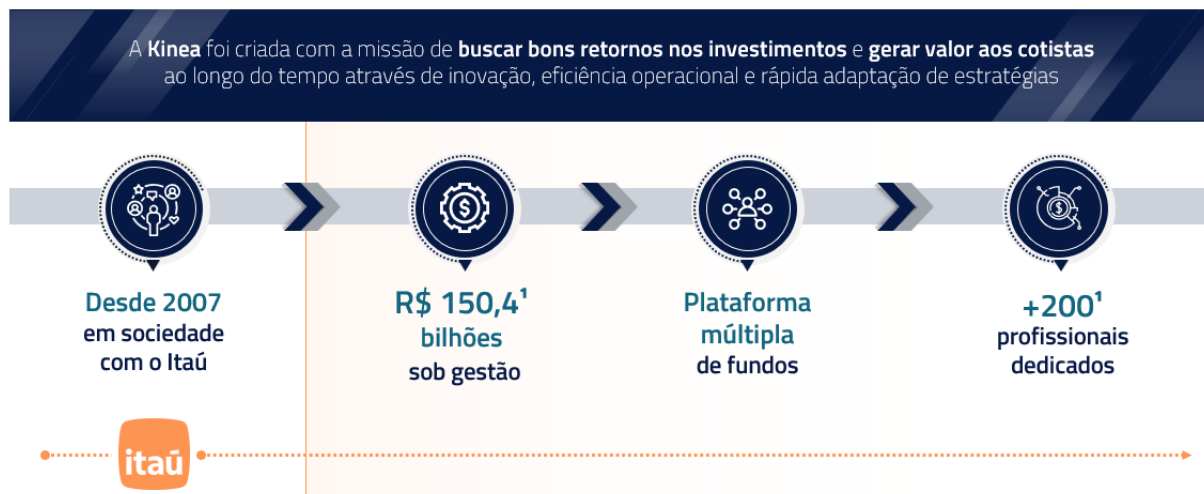 A Kinea foi criada com a missão de buscar bons retornos nos investimentos e gerar valor aos cotistas
ao longo do tempo através de inovação, eficiência operacional e rápida adaptação de estratégias
Desde 2007
em sociedade
com o Itaú
R$ 150,4¹
bilhões
sob gestão
Plataforma
múltipla
de fundos
+200¹
profissionais
dedicados
itaú